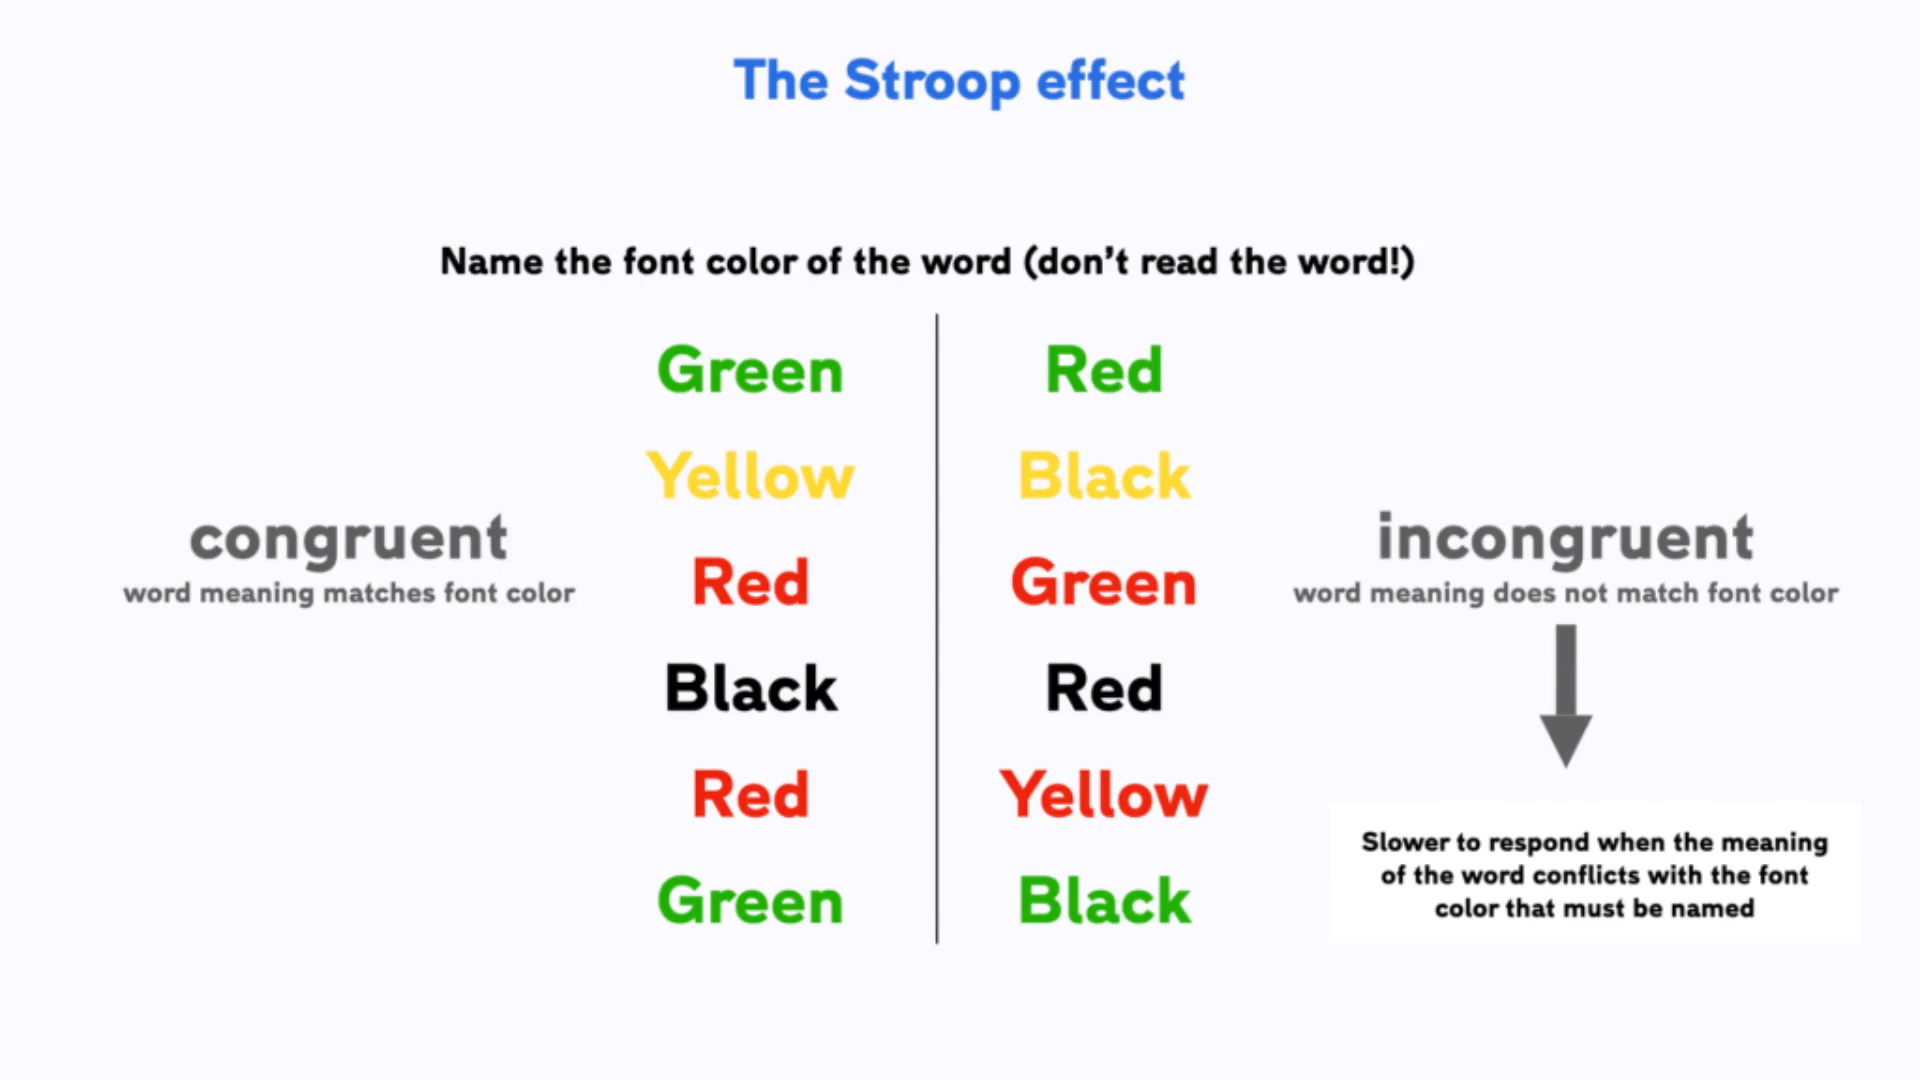 The Stroop effect
Name the font color of the word (don't read the word!)
congruent
word meaning matches font color
Green
Yellow
Red
Black
Red
Green
Red
Black
Green
Red
Yellow
Black
incongruent
word meaning does not match font color
Slower to respond when the meaning
of the word conflicts with the font
color that must be named